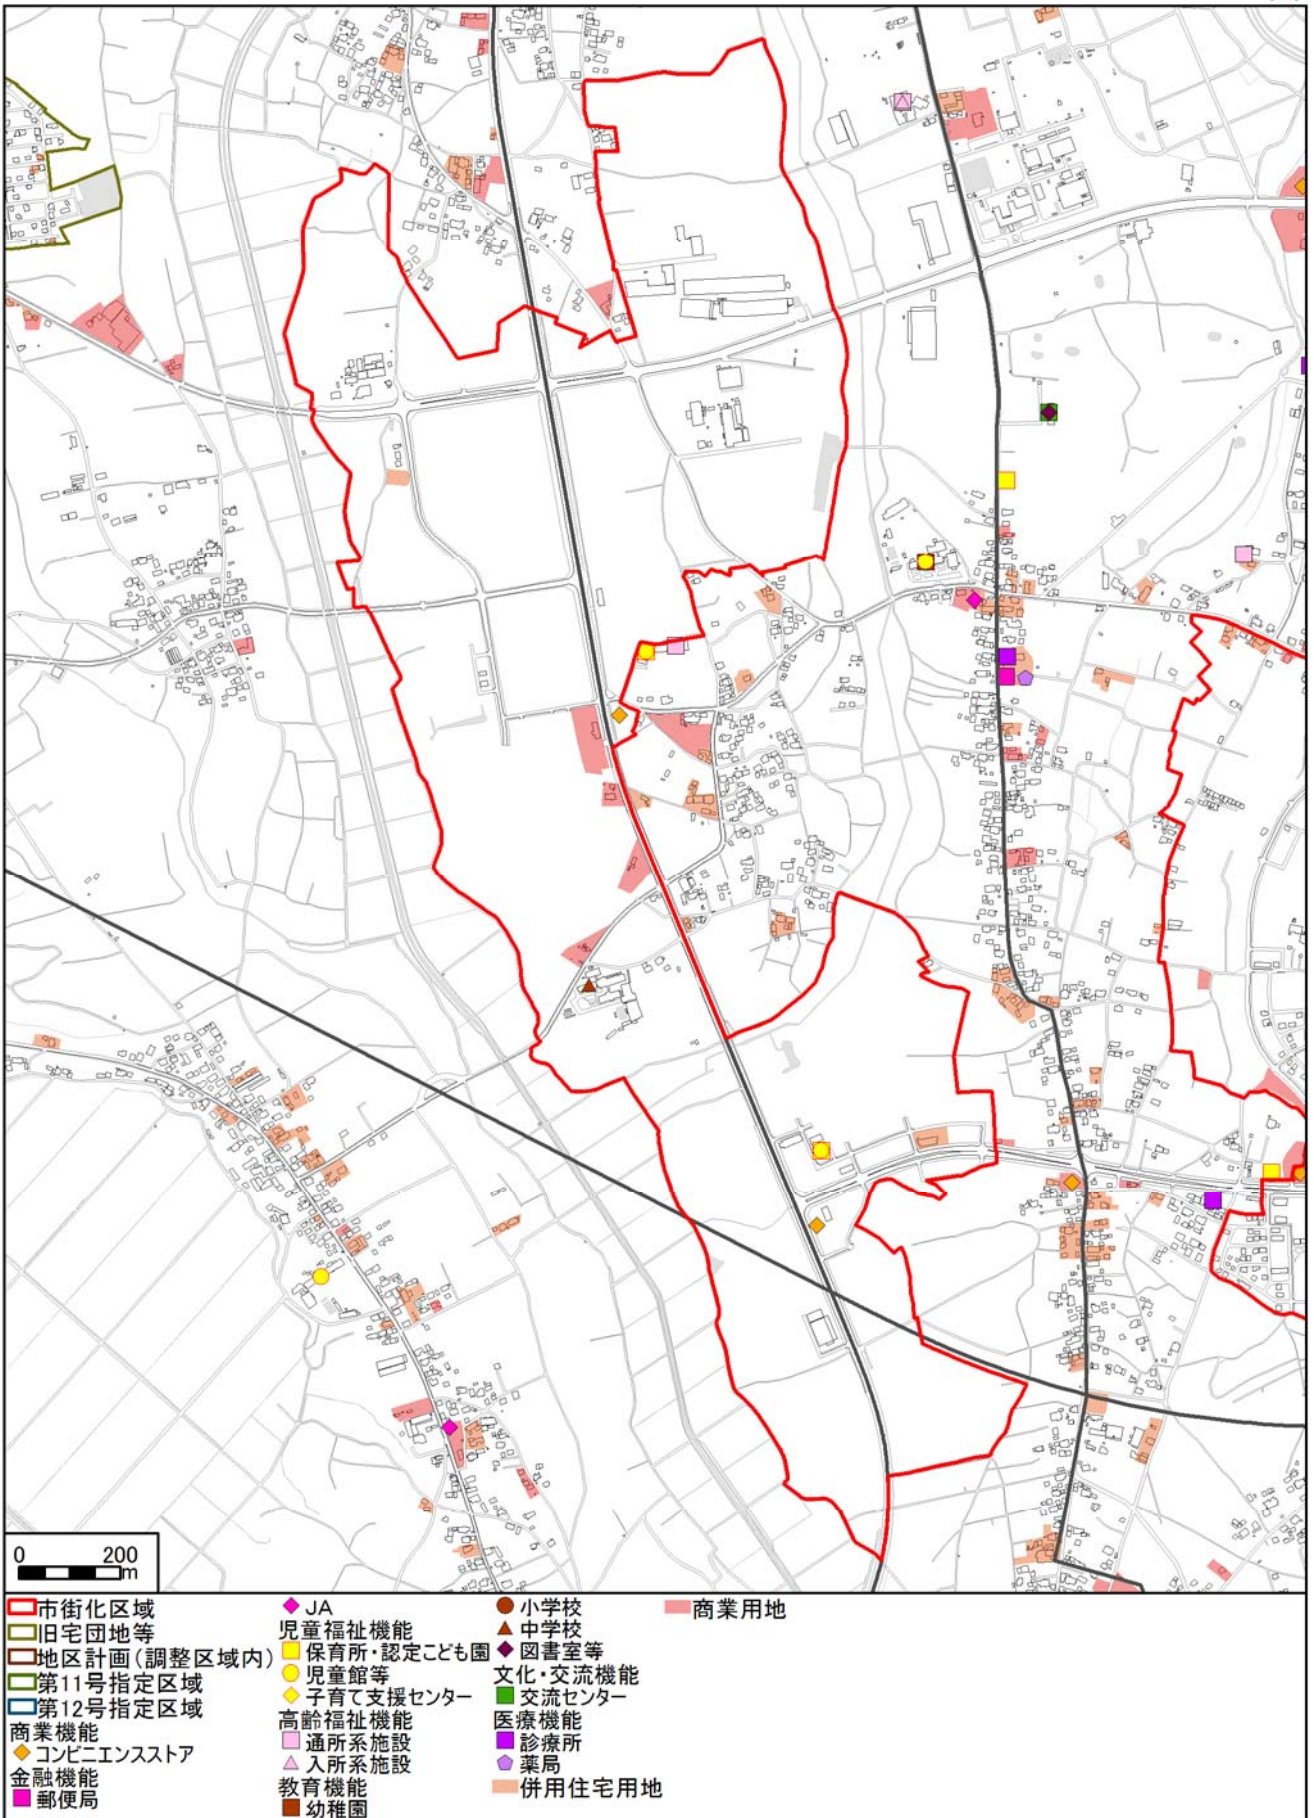 0 200
m
市街化区域
旧宅団地等
地区計画(調整区域内)
第11号指定区域
第12号指定区域
商業機能
コンビニエンスストア
金融機能
郵便局
JA
児童福祉機能
保育所・認定こども園
児童館等
子育て支援センター
高齢福祉機能
通所系施設
入所系施設
教育機能
幼稚園
小学校
中学校
図書室等
文化・交流機能
交流センター
医療機能
診療所
薬局
併用住宅用地
商業用地